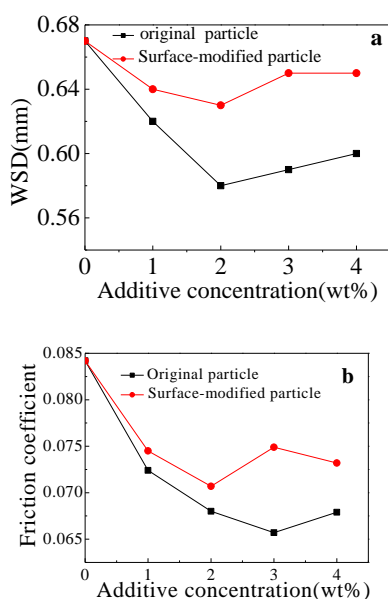 original particle
Surface-modified particle
a
0.68
0.64
0.60
0.56
WSD(mm)
0 1 2 3 4
Additive concentration(wt%)
0.085
0.080
0.075
0.070
0.065
Friction coefficient
Original particle
Surface-modified particle
b
0 1 2 3 4
Additive concentration(wt%)